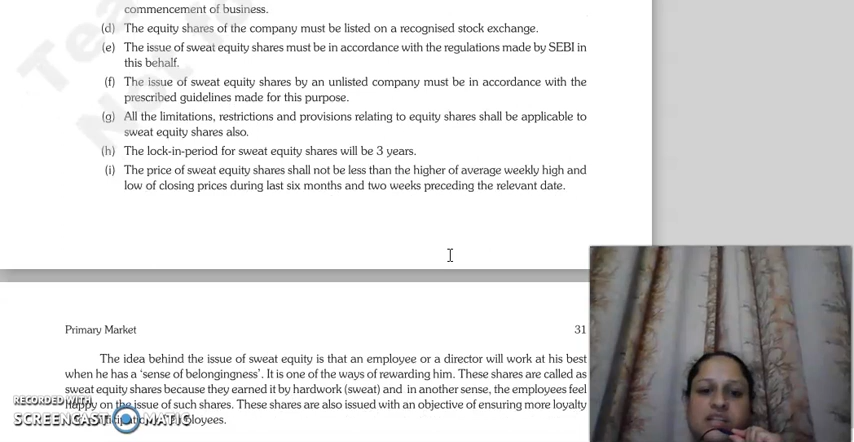 commencement of business.
(d) The equity shares of the company must be listed on a recognised stock exchange.
(e) The issue of sweat equity shares must be in accordance with the regulations made by SEBI in
this behalf.
(f) The issue of sweat equity shares by an unlisted company must be in accordance with the
prescribed guidelines made for this purpose.
(g) All the limitations, restrictions and provisions relating to equity shares shall be applicable to
sweat equity shares also.
(h) The lock-in-period for sweat equity shares will be 3 years.
(i) The price of sweat equity shares shall not be less than the higher of average weekly high and
low of closing prices during last six months and two weeks preceding the relevant date.
Primary Market 31
The idea behind the issue of sweat equity is that an employee or a director will work at his best
when he has a 'sense of belongingness'. It is one of the ways of rewarding him. These shares are called as
sweat equity shares because they earned it by hardwork (sweat) and in another sense, the employees feel
happy on the issue of such shares. These shares are also issued with an objective of ensuring more loyalty
RECORDED WITH
SCREENCAST-O-MATIC